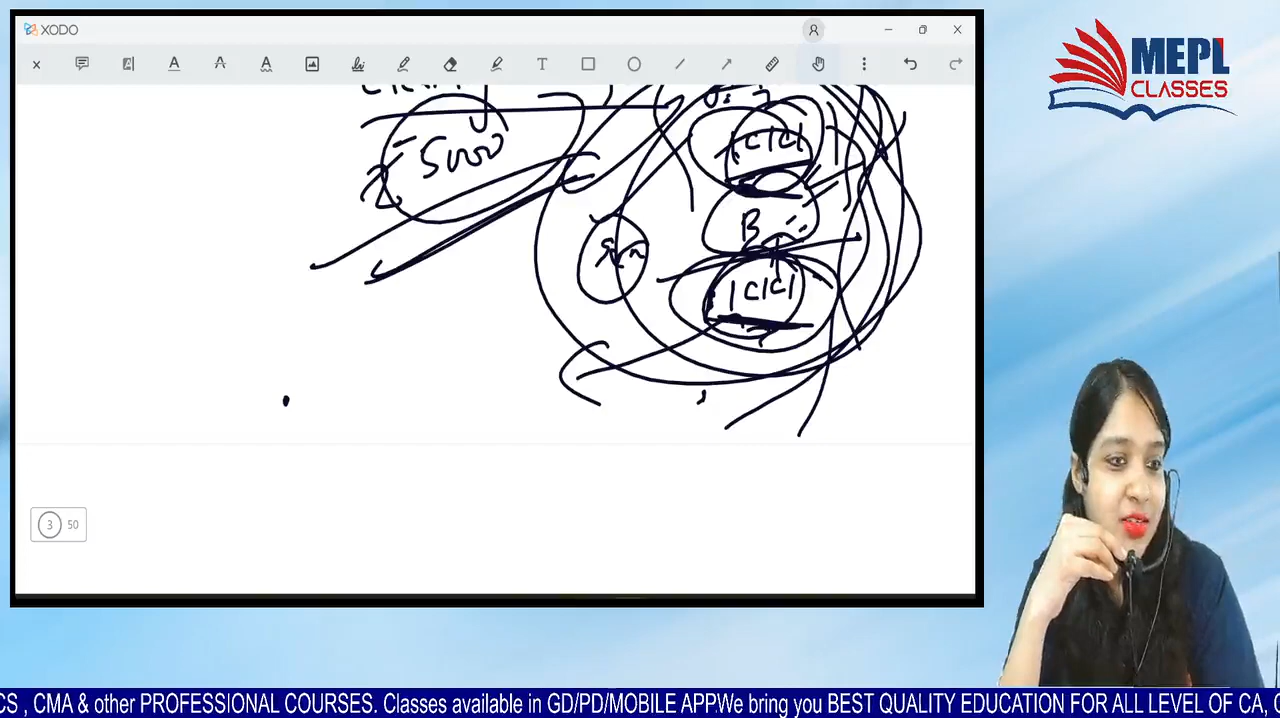 XODO
MEPL
CLASSES
5000
ICICI
B
ICICI
3 50
CS , CMA & other PROFESSIONAL COURSES. Classes available in GD/PD/MOBILE APP.We bring you BEST QUALITY EDUCATION FOR ALL LEVEL OF CA,